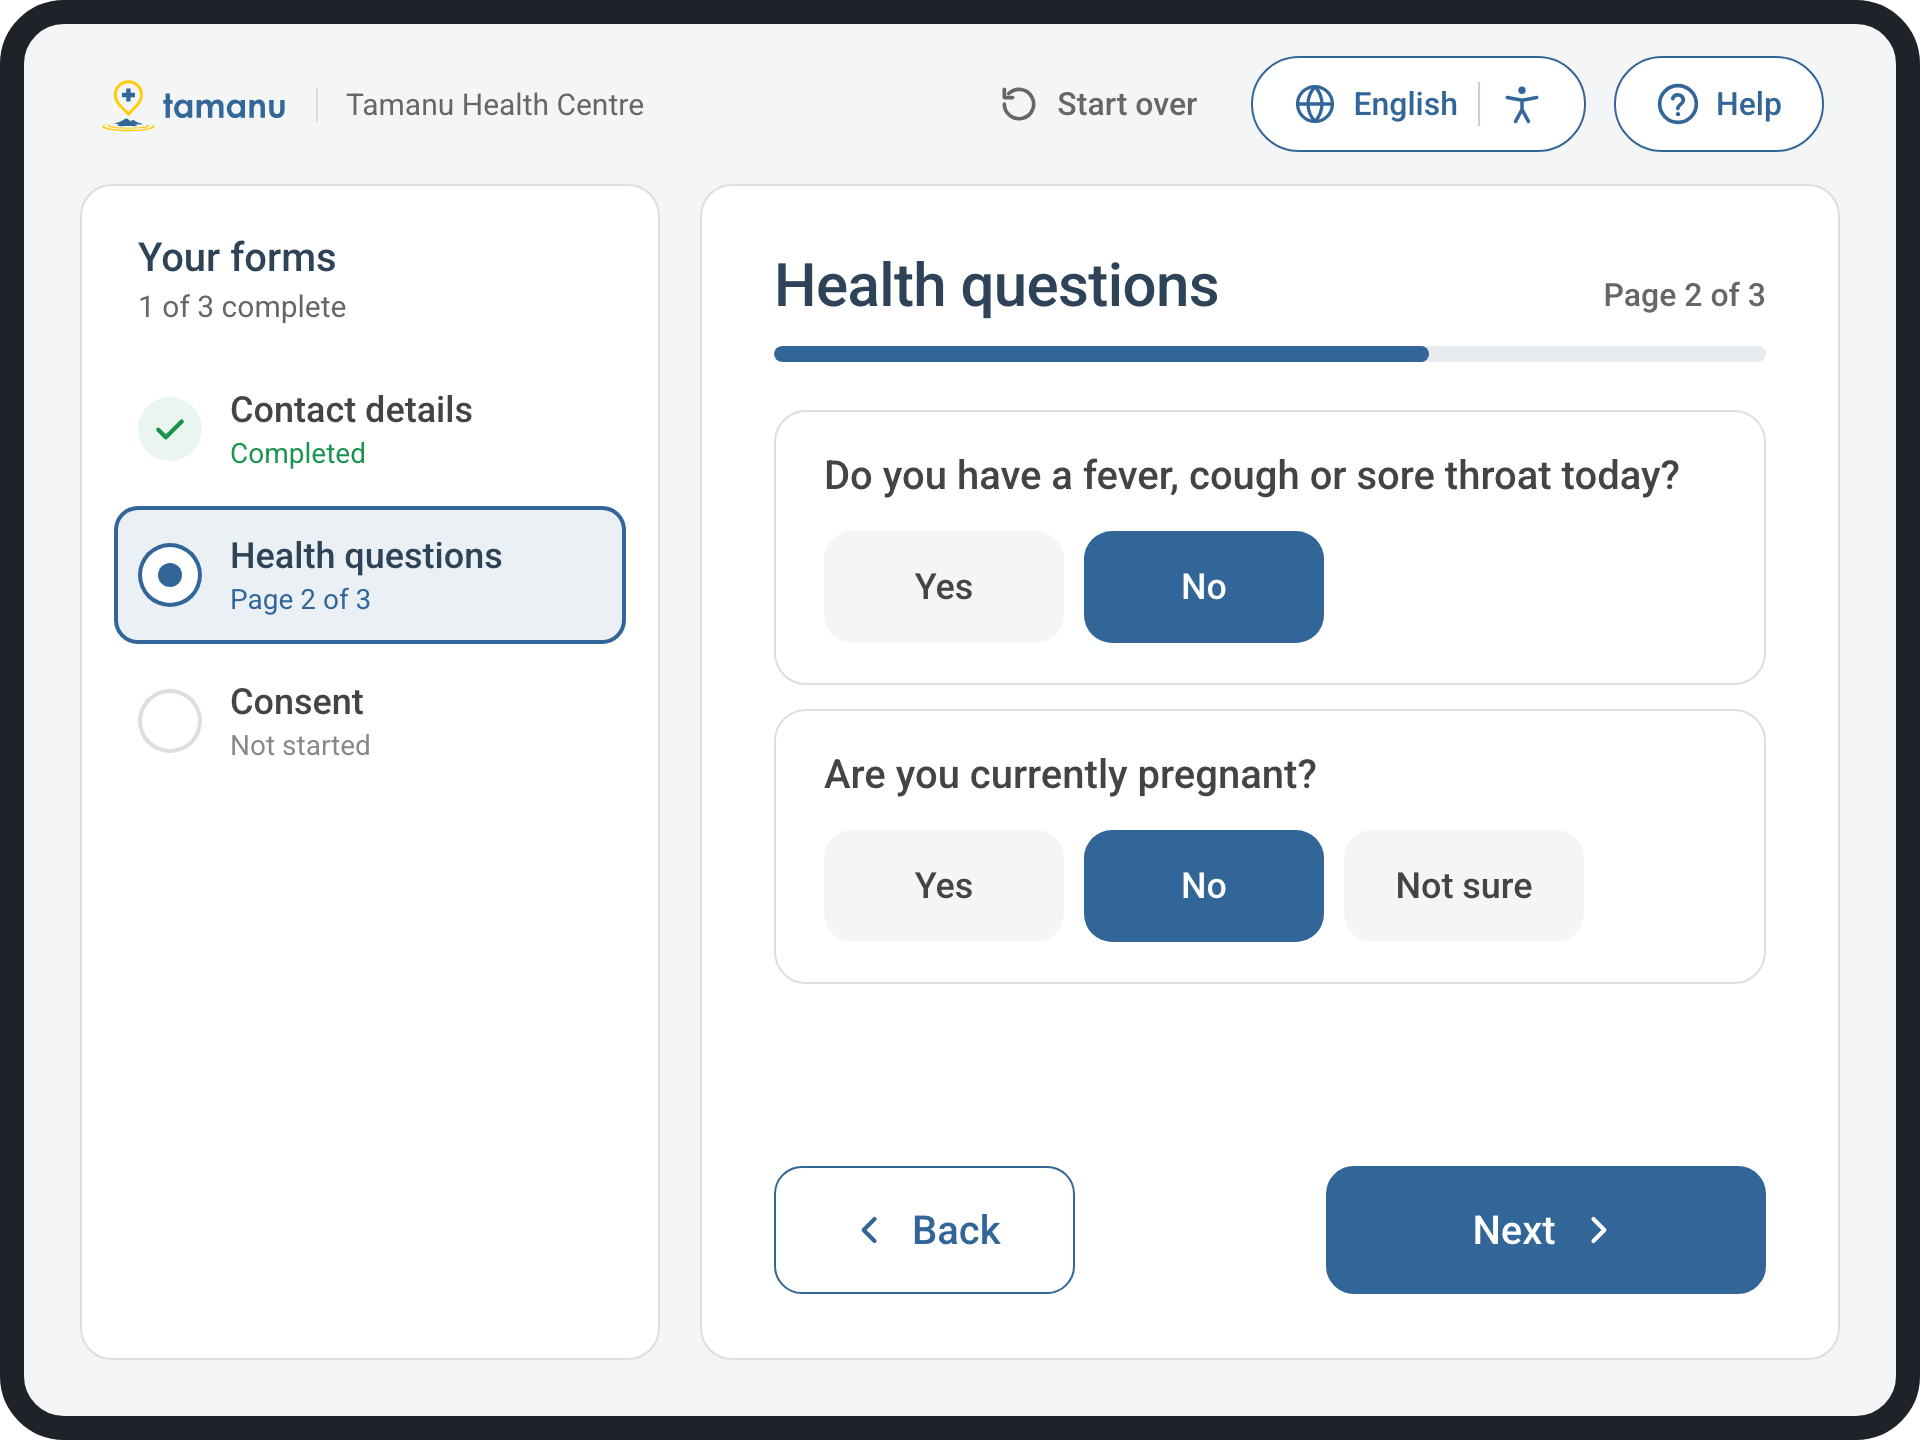 tamanu
Tamanu Health Centre
Start over
English
Help
Your forms
1 of 3 complete
Contact details
Completed
Health questions
Page 2 of 3
Consent
Not started
Health questions
Page 2 of 3
Do you have a fever, cough or sore throat today?
Yes
No
Are you currently pregnant?
Yes
No
Not sure
Back
Next